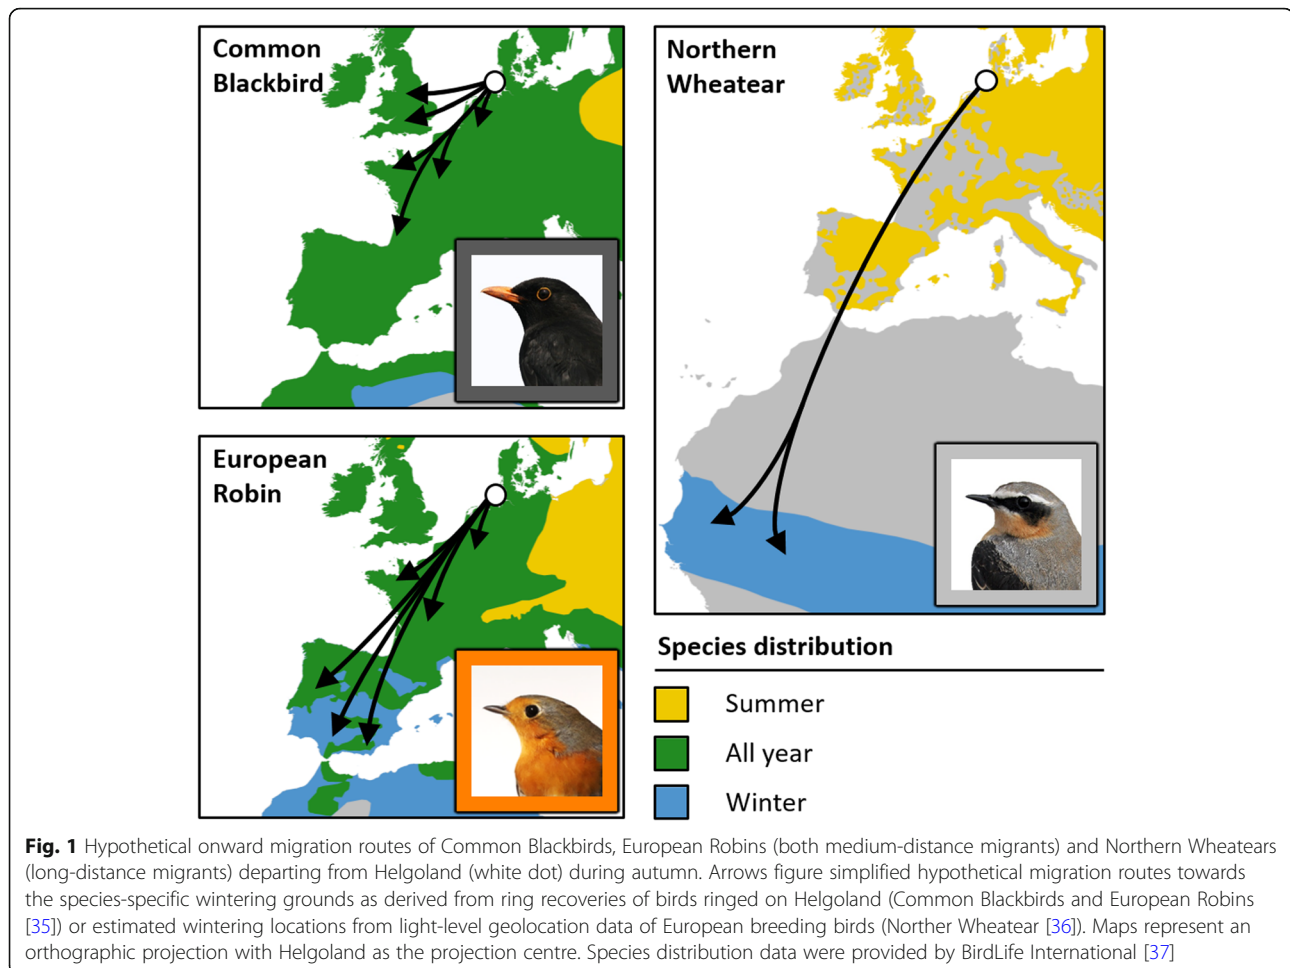 Common
Blackbird
Northern
Wheatear
European
Robin
Species distribution
Summer
All year
Winter
Fig. 1 Hypothetical onward migration routes of Common Blackbirds, European Robins (both medium-distance migrants) and Northern Wheatears
(long-distance migrants) departing from Helgoland (white dot) during autumn. Arrows figure simplified hypothetical migration routes towards
the species-specific wintering grounds as derived from ring recoveries of birds ringed on Helgoland (Common Blackbirds and European Robins
[35]) or estimated wintering locations from light-level geolocation data of European breeding birds (Norther Wheatear [36]). Maps represent an
orthographic projection with Helgoland as the projection centre. Species distribution data were provided by BirdLife International [37]